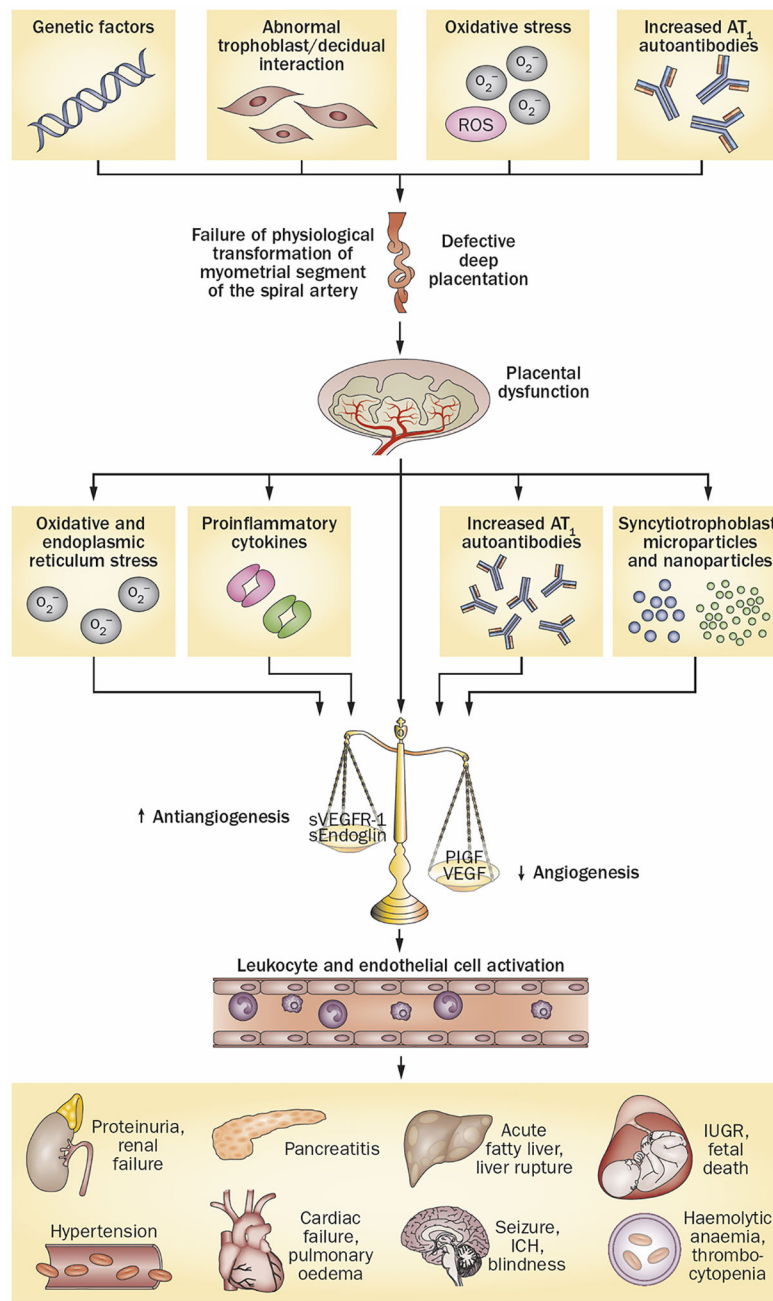 Genetic factors
Abnormal
trophoblast/decidual
interaction
Oxidative stress
O₂⁻
O₂⁻
O₂⁻
ROS
Increased AT₁
autoantibodies
Failure of physiological
transformation of
myometrial segment
of the spiral artery
Defective
deep
placentation
Placental
dysfunction
Oxidative and
endoplasmic
reticulum stress
O₂⁻
O₂⁻
O₂⁻
Proinflammatory
cytokines
Increased AT₁
autoantibodies
Syncytiotrophoblast
microparticles
and nanoparticles
↑ Antiangiogenesis
sVEGFR-1
sEndoglin
PlGF
VEGF
↓ Angiogenesis
Leukocyte and endothelial cell activation
Proteinuria,
renal
failure
Pancreatitis
Acute
fatty liver,
liver rupture
IUGR,
fetal
death
Hypertension
Cardiac
failure,
pulmonary
oedema
Seizure,
ICH,
blindness
Haemolytic
anaemia,
thrombo-
cytopenia